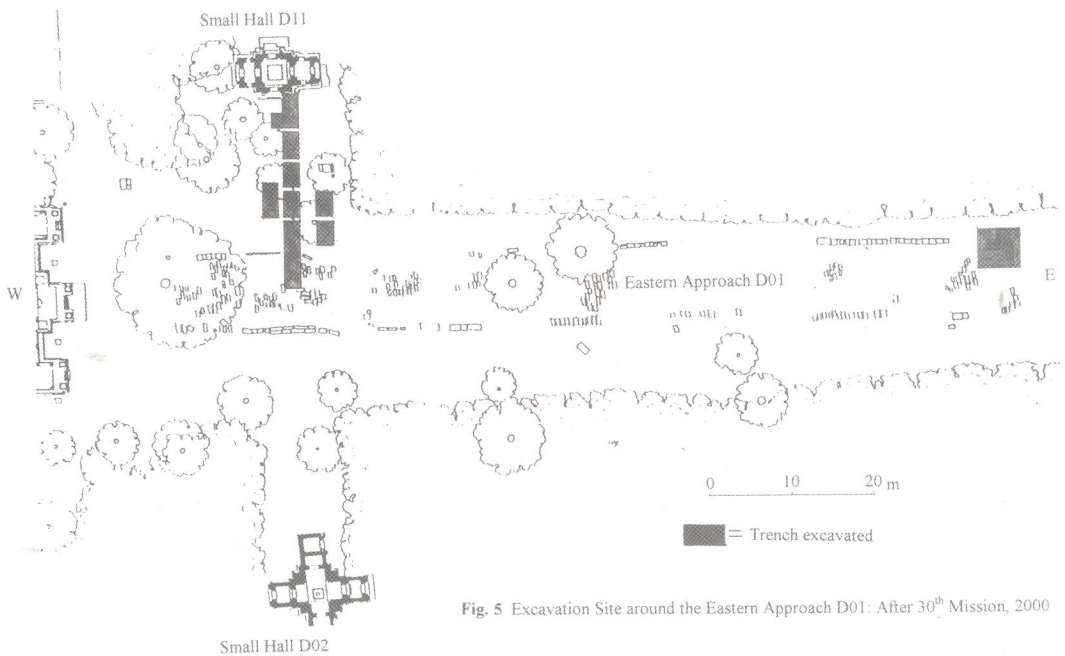 Small Hall D11
W
Eastern Approach D01
E
0 10 20 m
= Trench excavated
Fig. 5 Excavation Site around the Eastern Approach D01: After 30th Mission, 2000
Small Hall D02